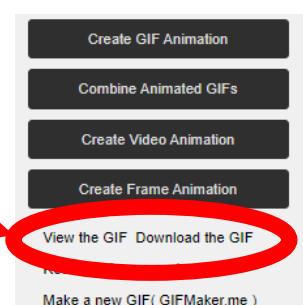 Create GIF Animation
Combine Animated GIFs
Create Video Animation
Create Frame Animation
View the GIF Download the GIF
Make a new GIF( GIFMaker.me )